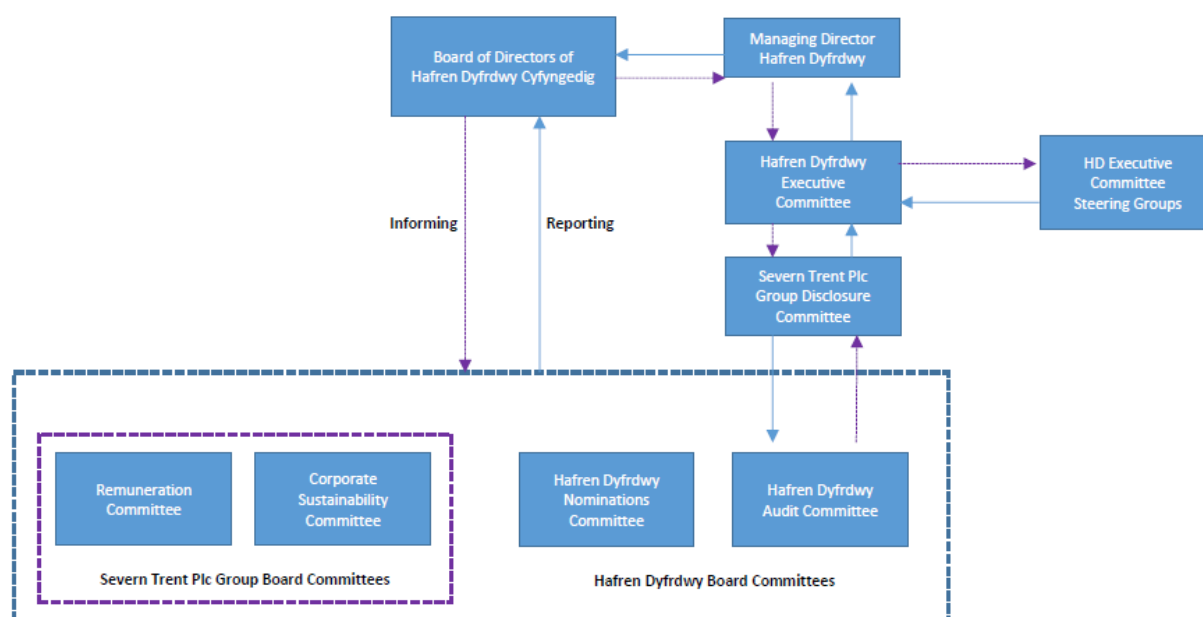 Board of Directors of
Hafren Dyfrdwy Cyfyngedig
Managing Director
Hafren Dyfrdwy
Hafren Dyfrdwy
Executive
Committee
HD Executive
Committee
Steering Groups
Informing
Reporting
Severn Trent Plc
Group Disclosure
Committee
Remuneration
Committee
Corporate
Sustainability
Committee
Hafren Dyfrdwy
Nominations
Committee
Hafren Dyfrdwy
Audit Committee
Severn Trent Plc Group Board Committees
Hafren Dyfrdwy Board Committees